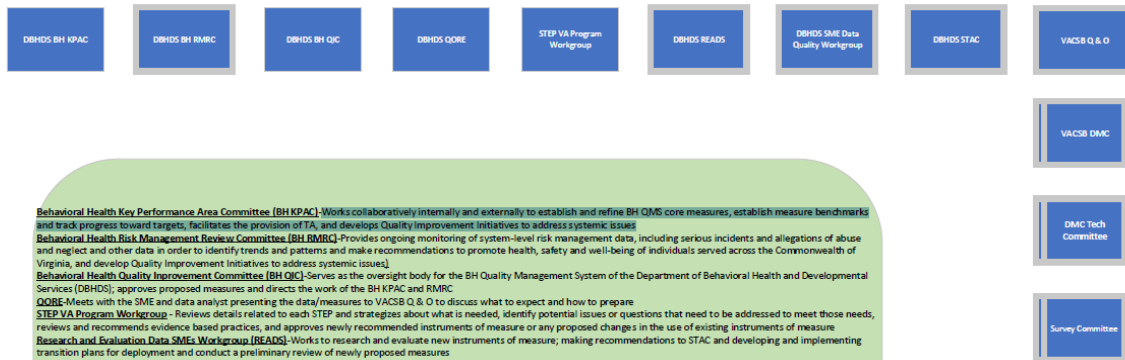 DBHDS BH KPAC
DBHDS BH RMRC
DBHDS BH QIC
DBHDS QORE
STEP VA Program
Workgroup
DBHDS READS
DBHDS SME Data
Quality Workgroup
DBHDS STAC
VACSB Q & O
VACSB DMC
DMC Tech
Committee
Survey Committee
Behavioral Health Key Performance Area Committee (BH KPAC)-Works collaboratively internally and externally to establish and refine BH QMS core measures, establish measure benchmarks
and track progress toward targets, facilitates the provision of TA, and develops Quality Improvement Initiatives to address systemic issues
Behavioral Health Risk Management Review Committee (BH RMRC)-Provides ongoing monitoring of system-level risk management data, including serious incidents and allegations of abuse
and neglect and other data in order to identify trends and patterns and make recommendations to promote health, safety and well-being of individuals served across the Commonwealth of
Virginia, and develop Quality Improvement Initiatives to address systemic issues)
Behavioral Health Quality Inprovement Committee (BH QIC)-Serves as the oversight body for the BH Quality Management System of the Department of Behavioral Health and Developmental
Services (DBHDS); approves proposed measures and directs the work of the BH KPAC and RMRC
QORE-Meets with the SME and data analyst presenting the data/measures to VACSB Q & O to discuss what to expect and how to prepare
STEP VA Program Workgroup - Reviews details related to each STEP and strategizes about what is needed, identify potential issues or questions that need to be addressed to meet those needs,
reviews and recommends evidence based practices, and approves newly recommended instruments of measure or any proposed changes in the use of existing instruments of measure
Research and Evaluation Data SMEs Workgroup (READS)-Works to research and evaluate new instruments of measure; making recommendations to STAC and developing and implementing
transition plans for deployment and conduct a preliminary review of newly proposed measures